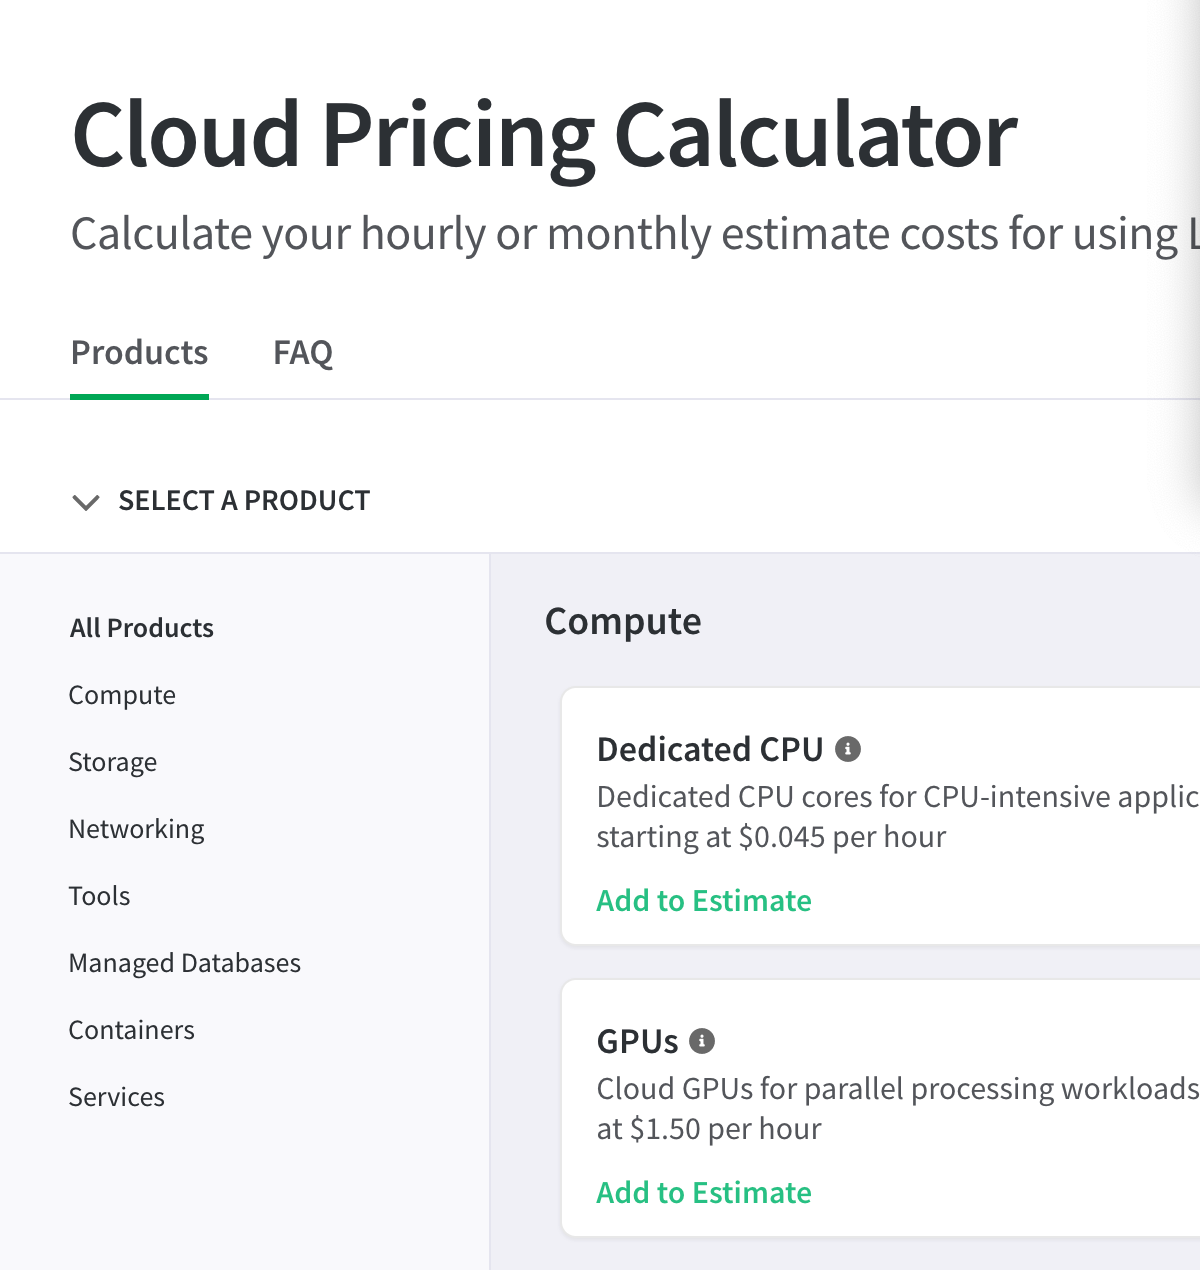 Cloud Pricing Calculator
Calculate your hourly or monthly estimate costs for using
Products FAQ
SELECT A PRODUCT
All Products
Compute
Storage
Networking
Tools
Managed Databases
Containers
Services
Compute
Dedicated CPU
Dedicated CPU cores for CPU-intensive applic
starting at $0.045 per hour
Add to Estimate
GPUs
Cloud GPUs for parallel processing workloads
at $1.50 per hour
Add to Estimate